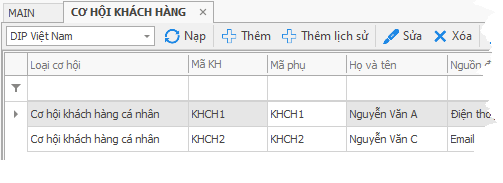 MAIN CƠ HỘI KHÁCH HÀNG
DIP Việt Nam Nạp Thêm Thêm lịch sử Sửa Xóa
Loại cơ hội Mã KH Mã phụ Họ và tên Nguồn
Cơ hội khách hàng cá nhân KHCH1 KHCH1 Nguyễn Văn A Điện tho
Cơ hội khách hàng cá nhân KHCH2 KHCH2 Nguyễn Văn C Email